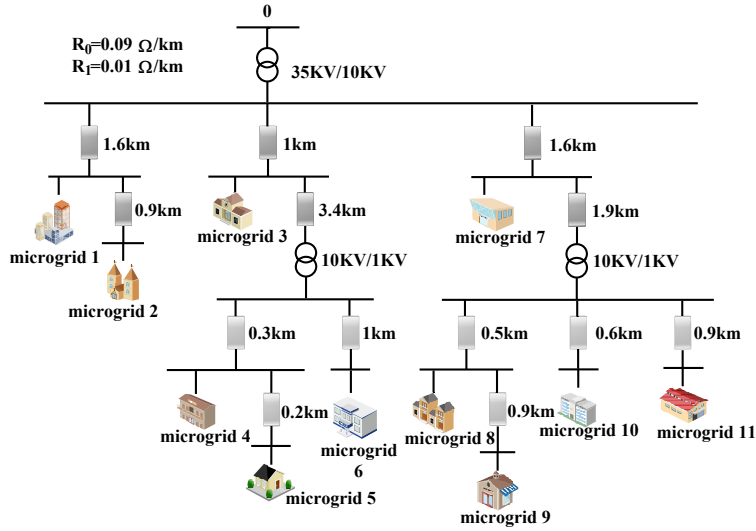 0
R₀=0.09 Ω/km
R₁=0.01 Ω/km
35KV/10KV
1.6km
1km
1.6km
0.9km
3.4km
1.9km
microgrid 1
microgrid 3
microgrid 7
10KV/1KV
10KV/1KV
microgrid 2
0.3km
1km
0.5km
0.6km
0.9km
0.2km
0.9km
microgrid 4
microgrid
6
microgrid 8
microgrid 10
microgrid 11
microgrid 5
microgrid
9